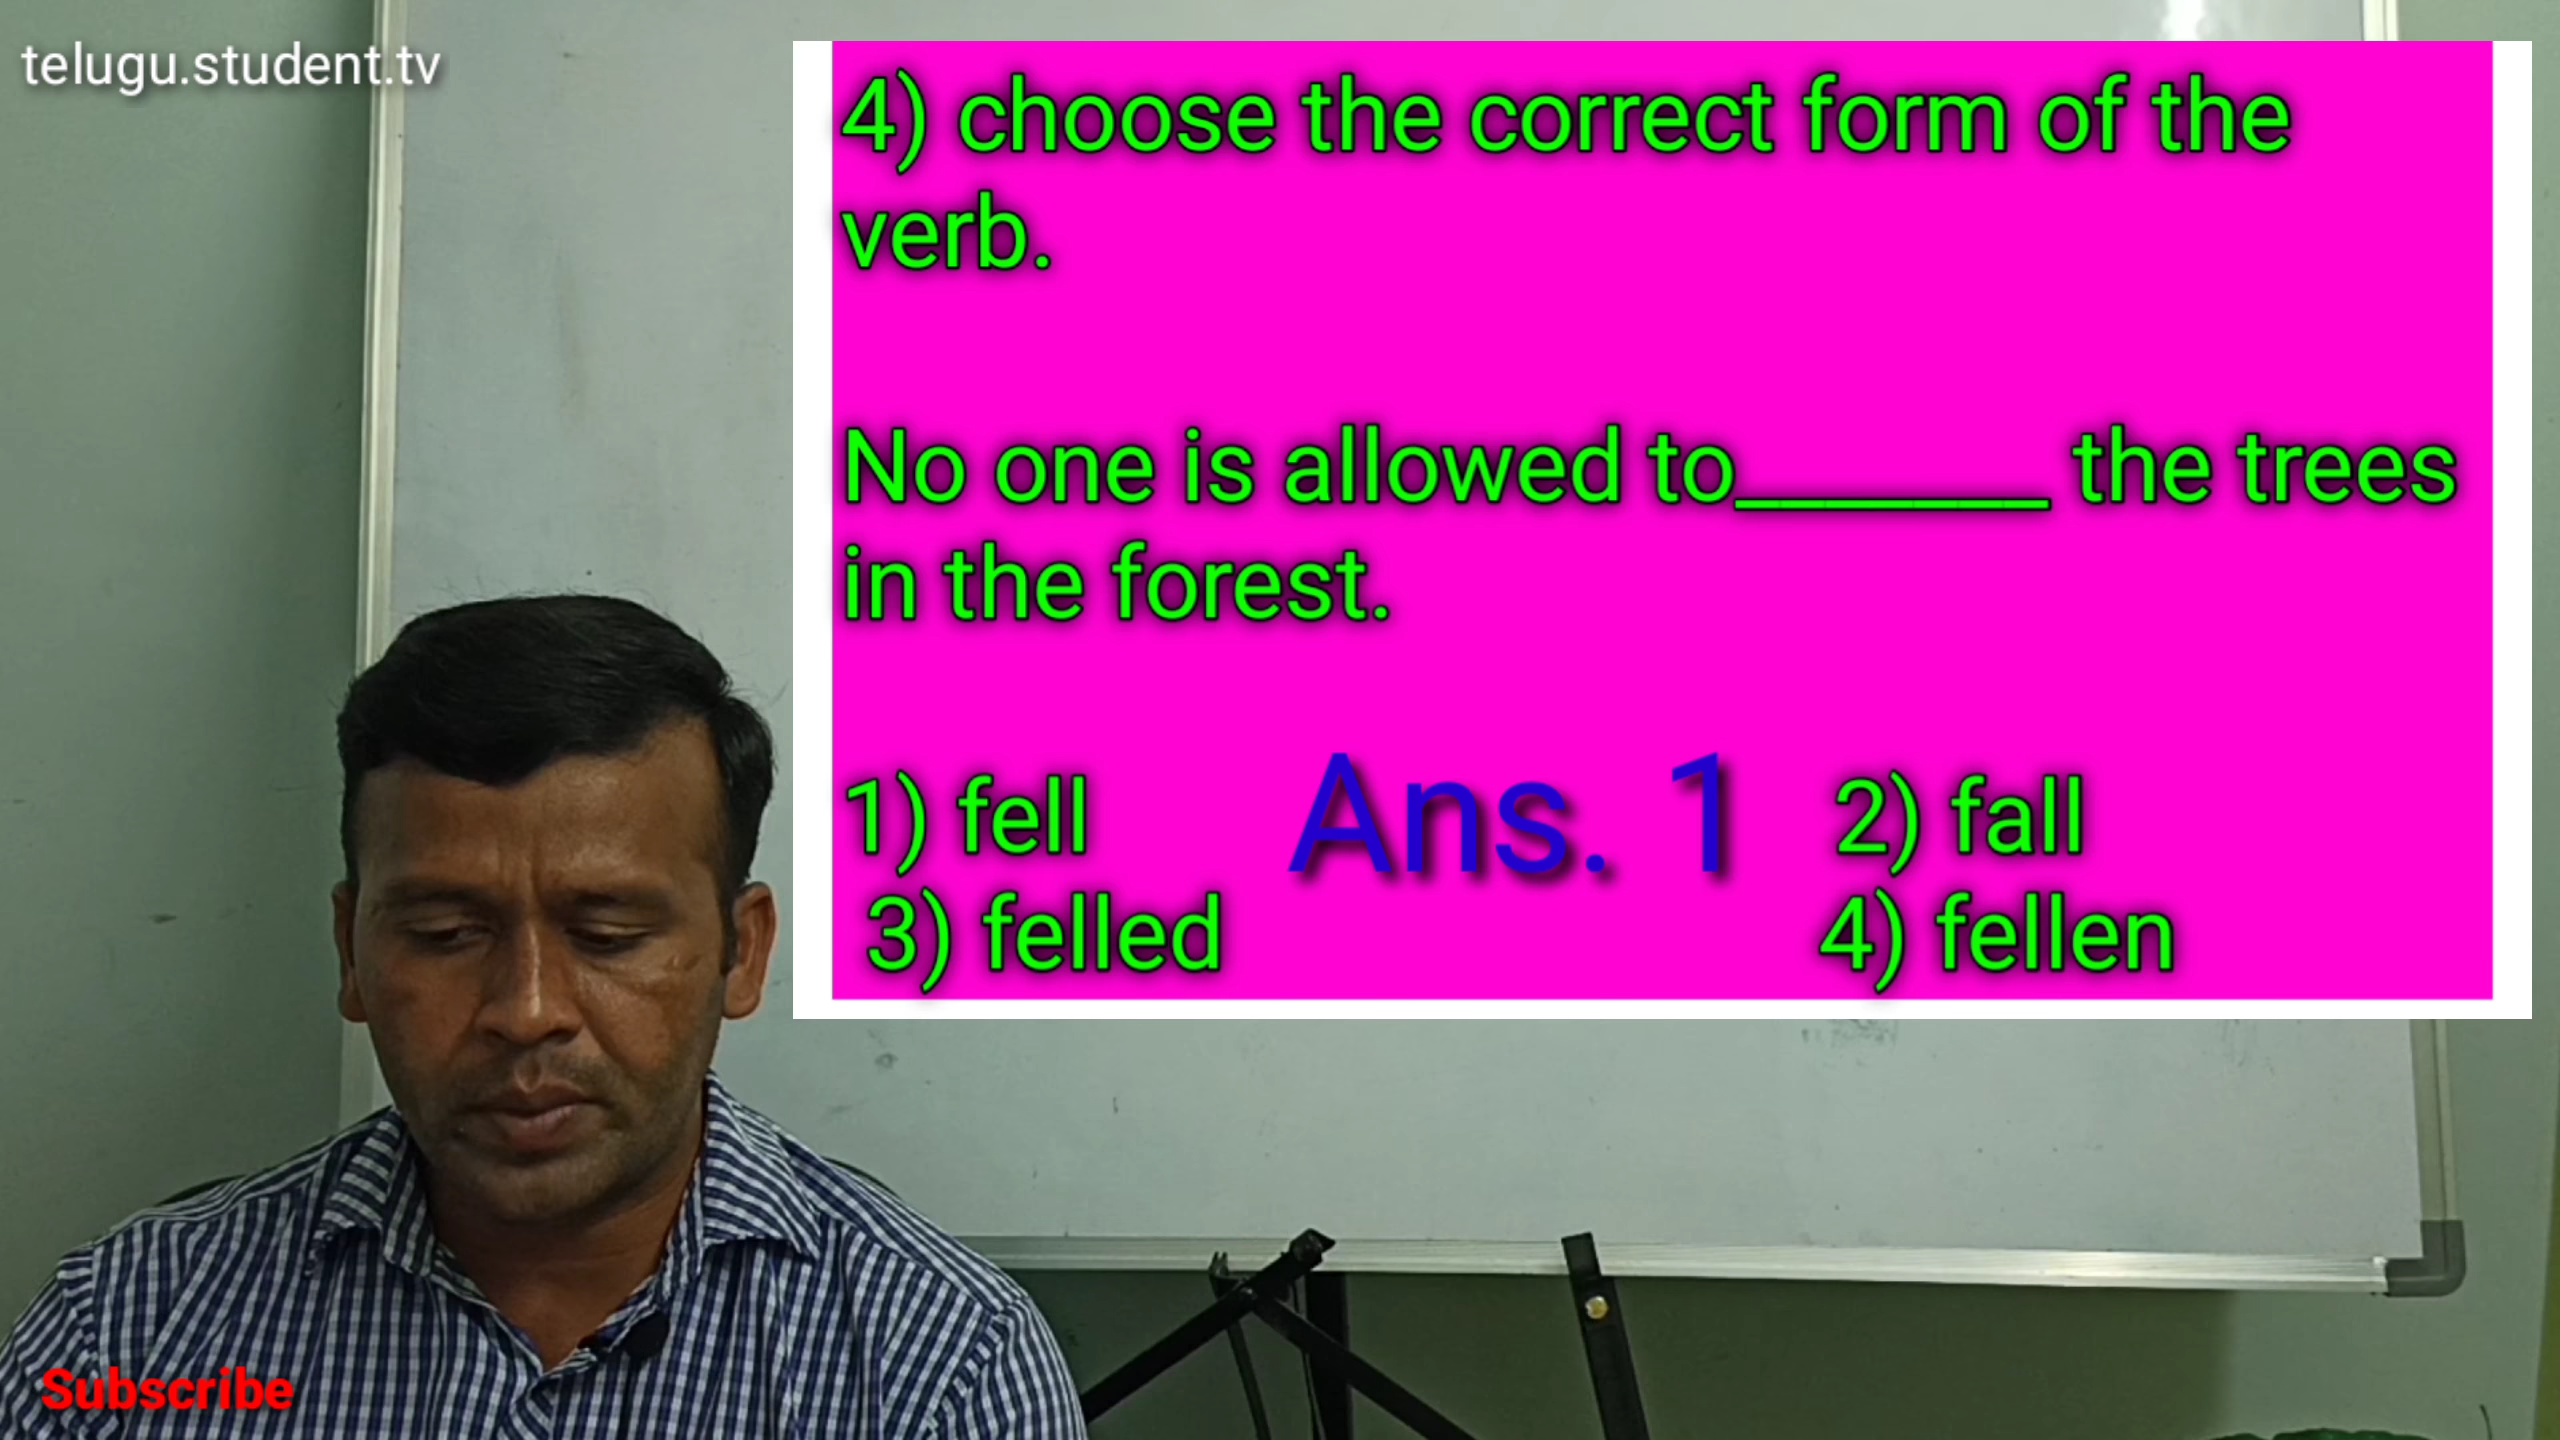 telugu.student.tv
4) choose the correct form of the
verb.
No one is allowed to_______ the trees
in the forest.
1) fell Ans. 1 2) fall
3) felled 4) fellen
Subscribe